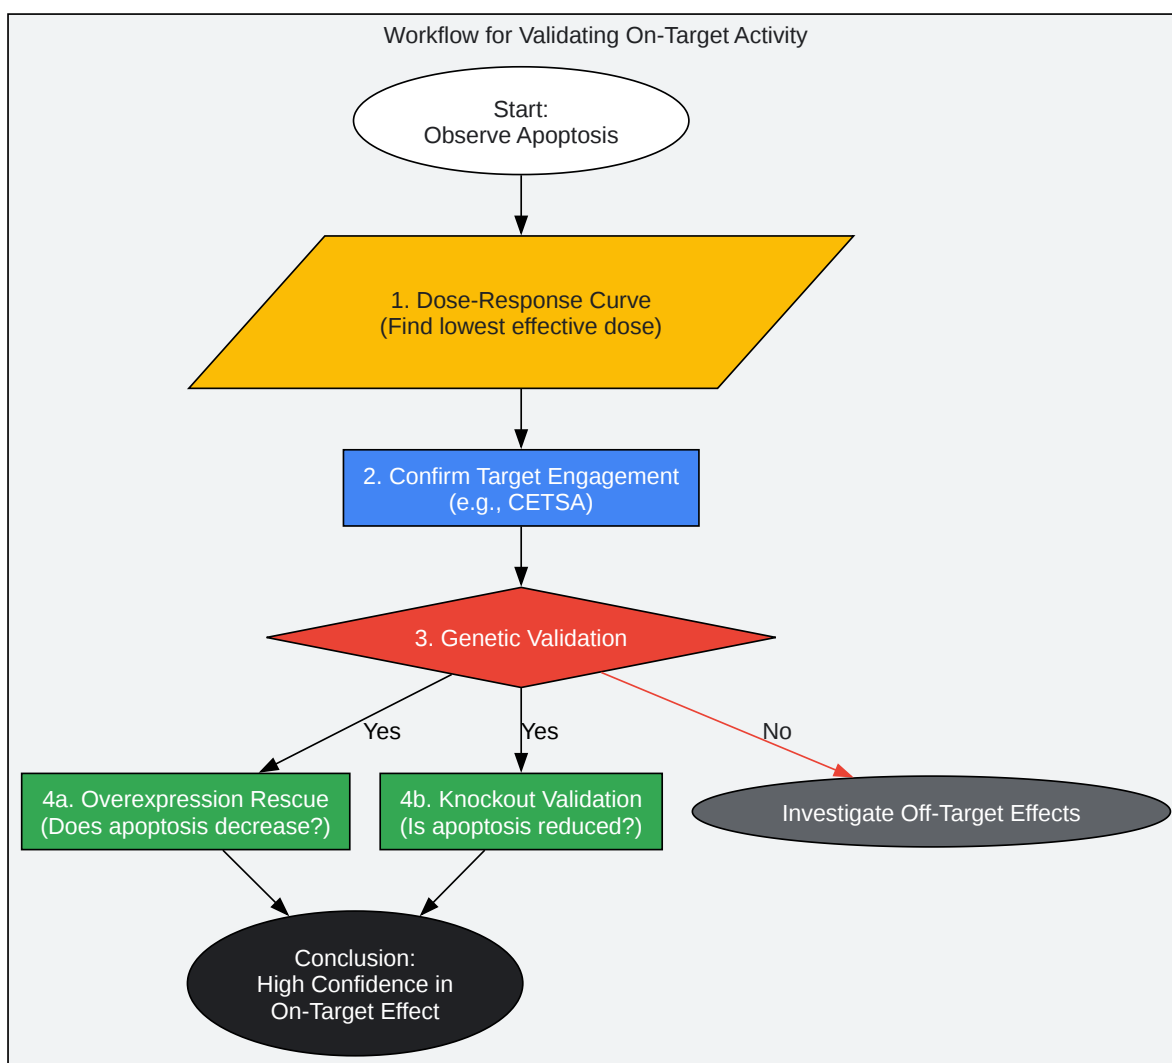 Workflow for Validating On-Target Activity
Start:
Observe Apoptosis
1. Dose-Response Curve
(Find lowest effective dose)
2. Confirm Target Engagement
(e.g., CETSA)
3. Genetic Validation
Yes
Yes
No
4a. Overexpression Rescue
(Does apoptosis decrease?)
4b. Knockout Validation
(Is apoptosis reduced?)
Investigate Off-Target Effects
Conclusion:
High Confidence in
On-Target Effect